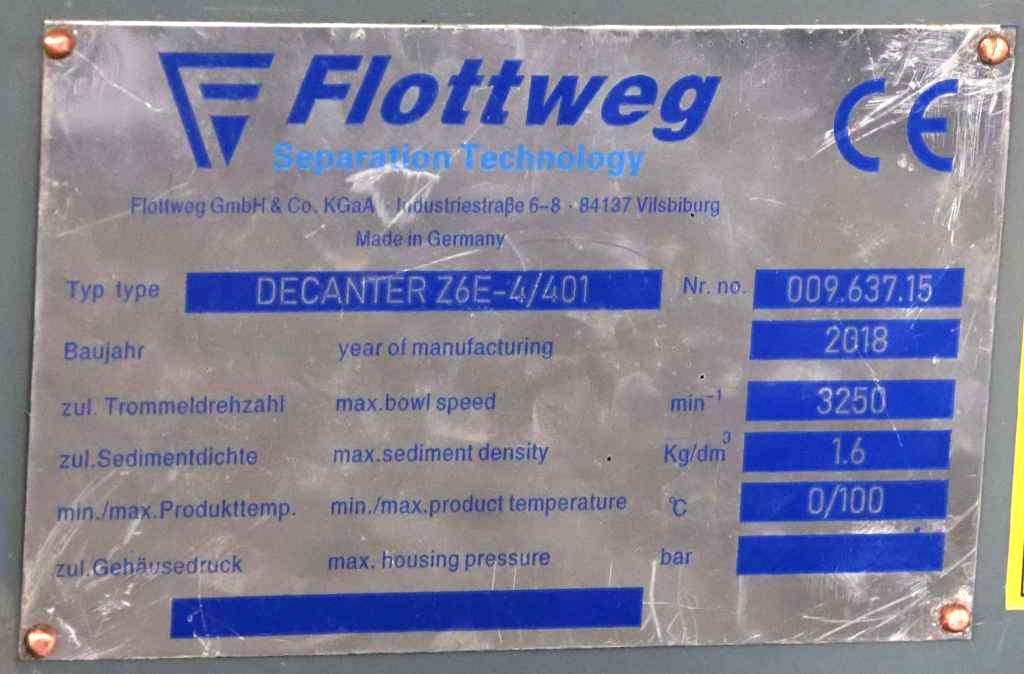 Flottweg CE
Separation Technology
Flottweg GmbH & Co. KGaA · Industriestraße 6-8 · 84137 Vilsbiburg
Made in Germany
Typ type DECANTER Z6E-4/401 Nr. no. 009.637.15
Baujahr year of manufacturing 2018
zul. Trommeldrehzahl max.bowl speed min⁻¹ 3250
zul.Sedimentdichte max.sediment density Kg/dm³ 1.6
min./max.Produkttemp. min./max.product temperature °C 0/100
zul.Gehäusedruck max. housing pressure bar